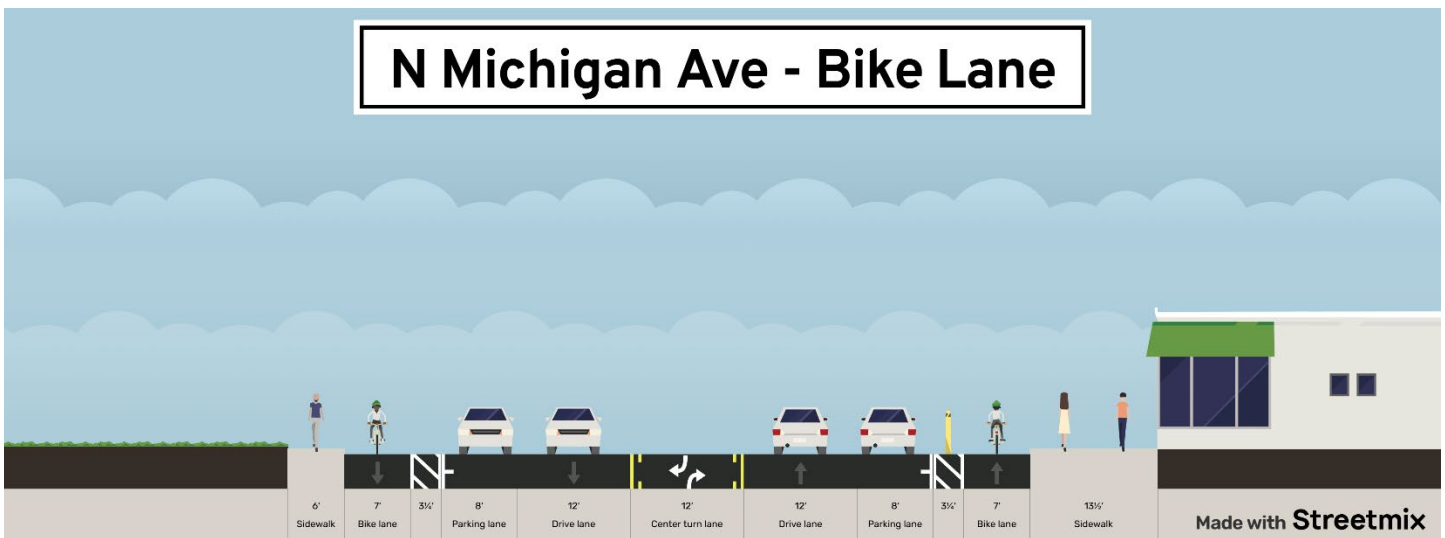 N Michigan Ave - Bike Lane
6' 7' 3¼' 8' 12' 12' 12' 8' 3¼' 7' 13½'
Sidewalk Bike lane Parking lane Drive lane Center turn lane Drive lane Parking lane Bike lane Sidewalk
Made with Streetmix